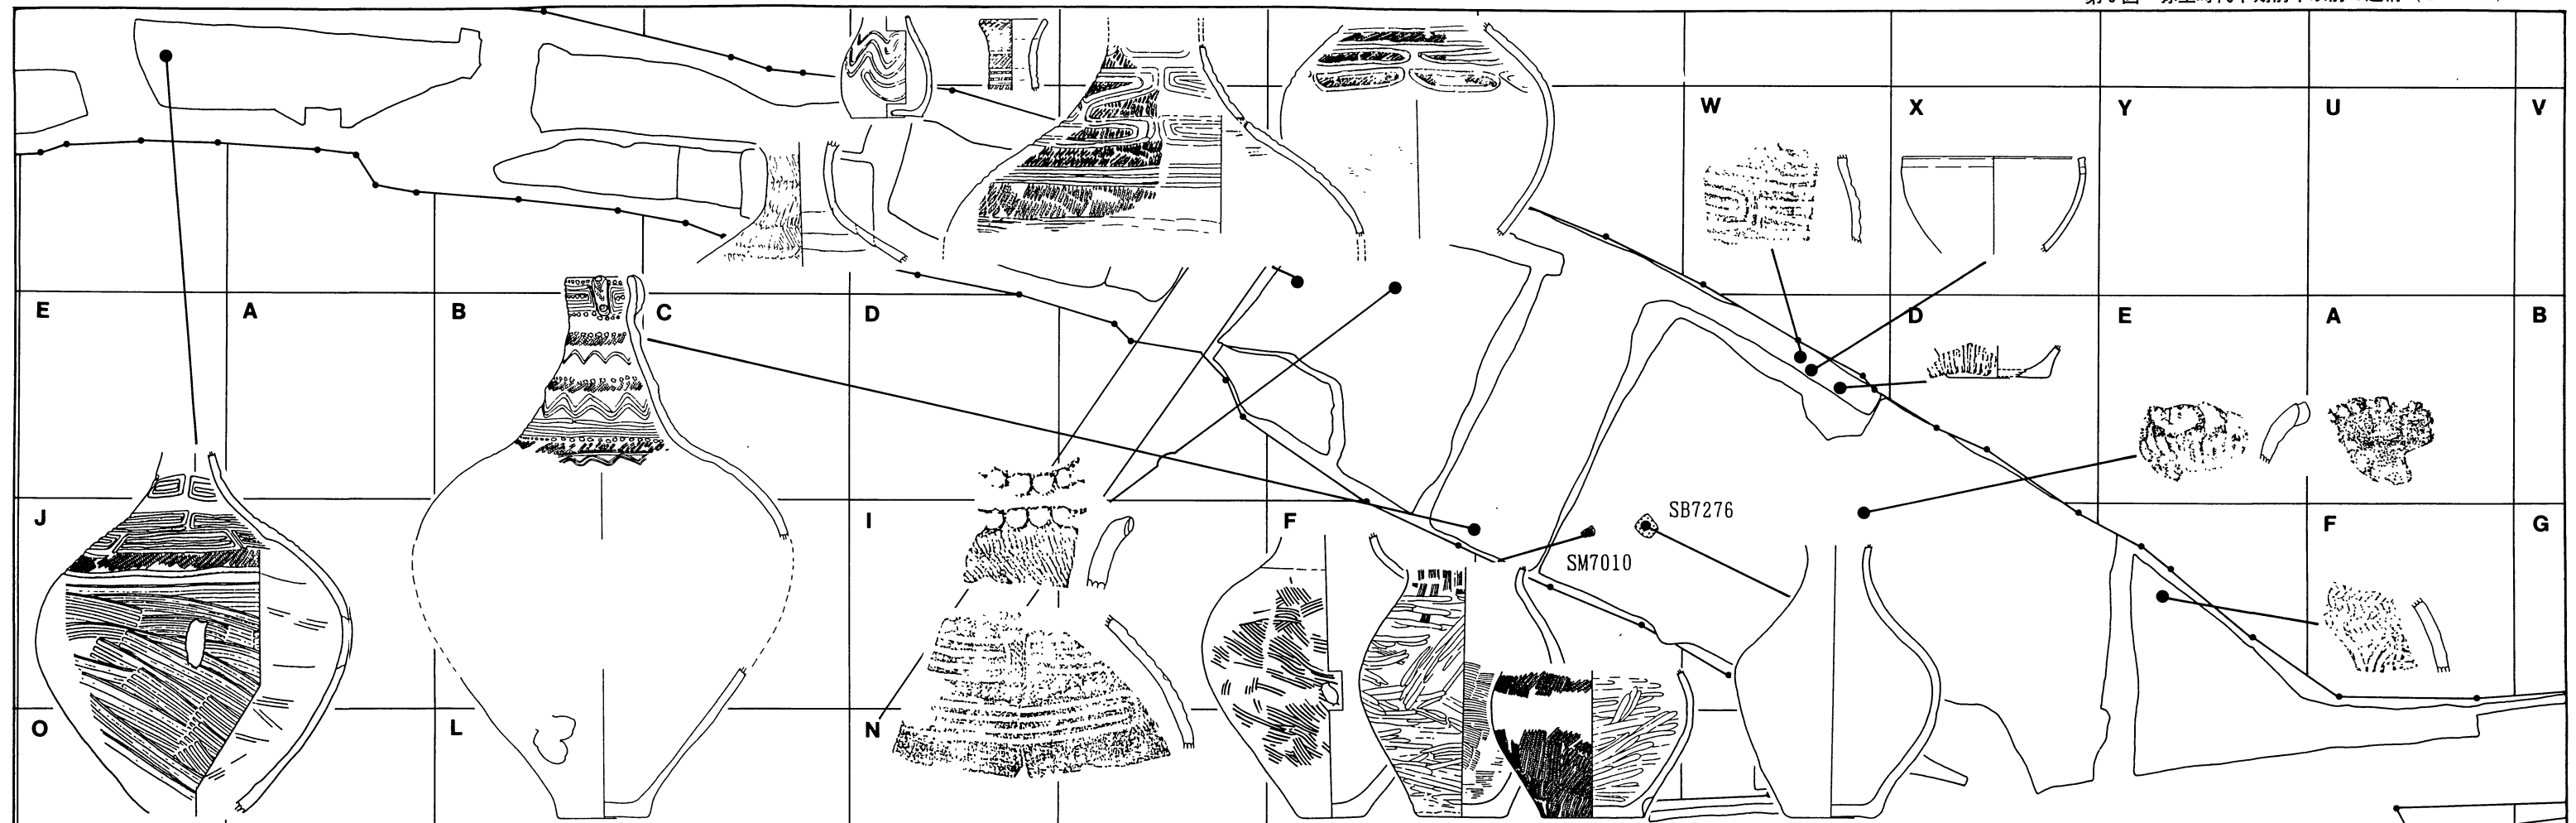 W X Y U V
E A B C D D E A B
J I F SB7276 F G
SM7010
O L N